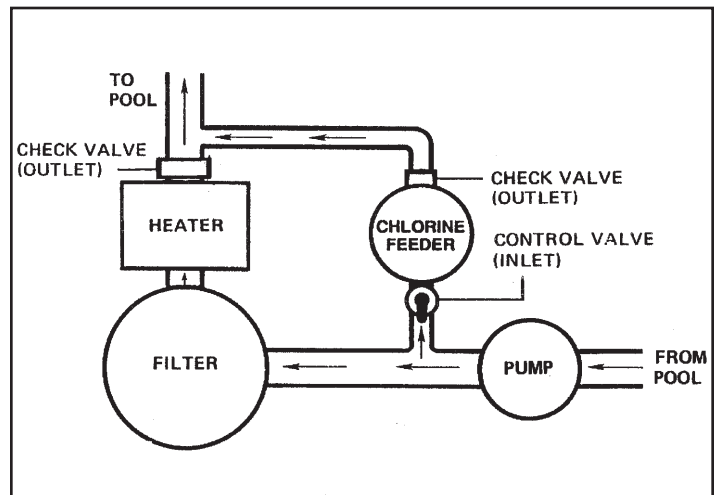 TO
POOL
CHECK VALVE
(OUTLET)
HEATER
CHLORINE
FEEDER
CHECK VALVE
(OUTLET)
CONTROL VALVE
(INLET)
FILTER
PUMP
FROM
POOL